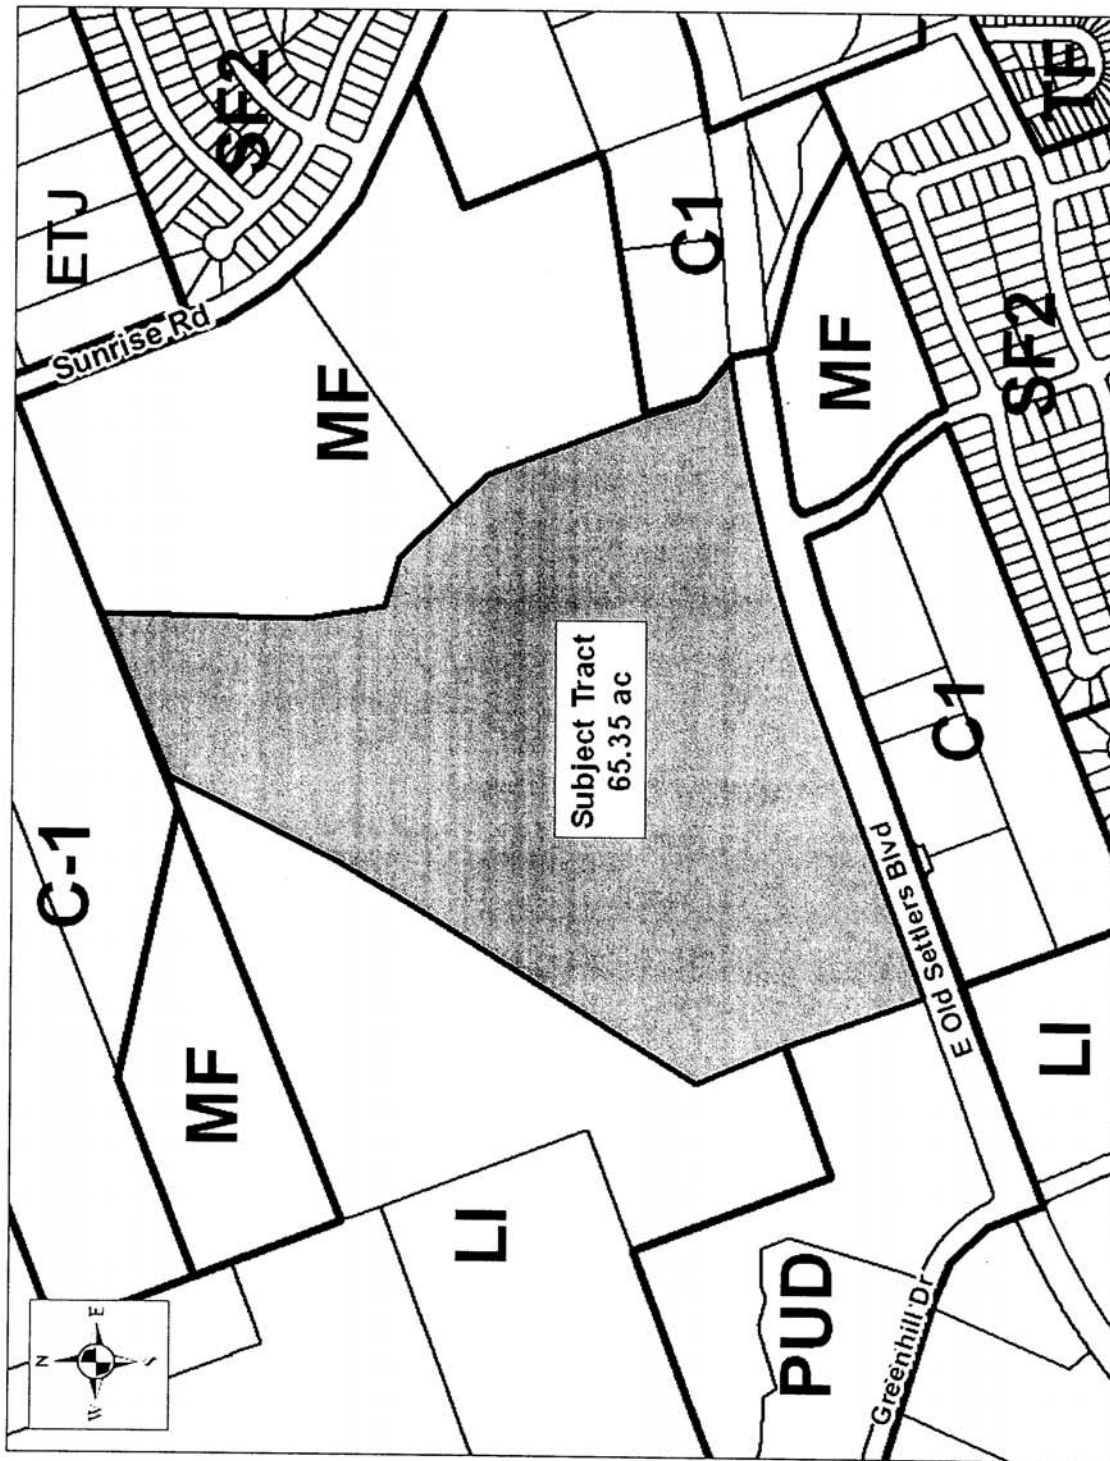 N
W E
S
C-1
ETJ
Sunrise Rd
SF2
MF
MF
LI
Subject Tract
65.35 ac
C1
PUD
MF
Greenhill Dr
E Old Settlers Blvd
C1
SF2
LI
TF